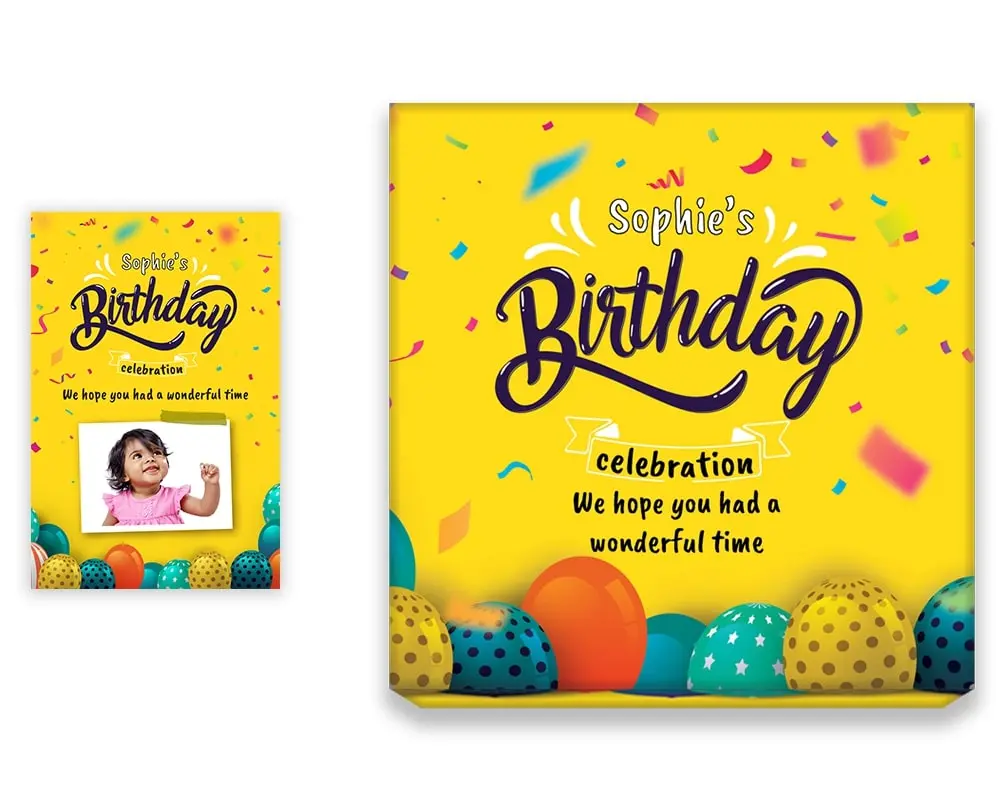 Sophie's
Birthday
celebration
We hope you had a wonderful time
Sophie's
Birthday
celebration
We hope you had a
wonderful time